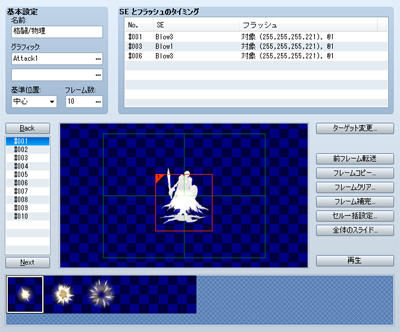 基本設定
名前:
格闘/物理
グラフィック:
Attack1
...
...
基準位置:
フレーム数:
中心
10
...
SE とフラッシュのタイミング
No.
SE
フラッシュ
#001
Blow3
対象 (255,255,255,221), @1
#003
Blow1
対象 (255,255,255,221), @1
#006
Blow3
対象 (255,255,255,221), @1
Back
#001
#002
#003
#004
#005
#006
#007
#008
#009
#010
Next
1
ターゲット変更...
前フレーム転送
フレームコピー...
フレームクリア...
フレーム補完...
セル一括設定...
全体のスライド...
再生